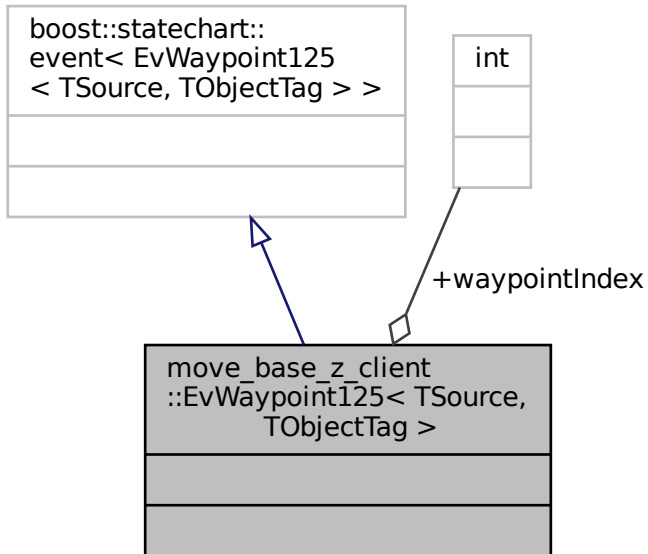 boost::statechart::
event< EvWaypoint125
< TSource, TObjectTag > >
int
+waypointIndex
move_base_z_client
::EvWaypoint125< TSource,
TObjectTag >